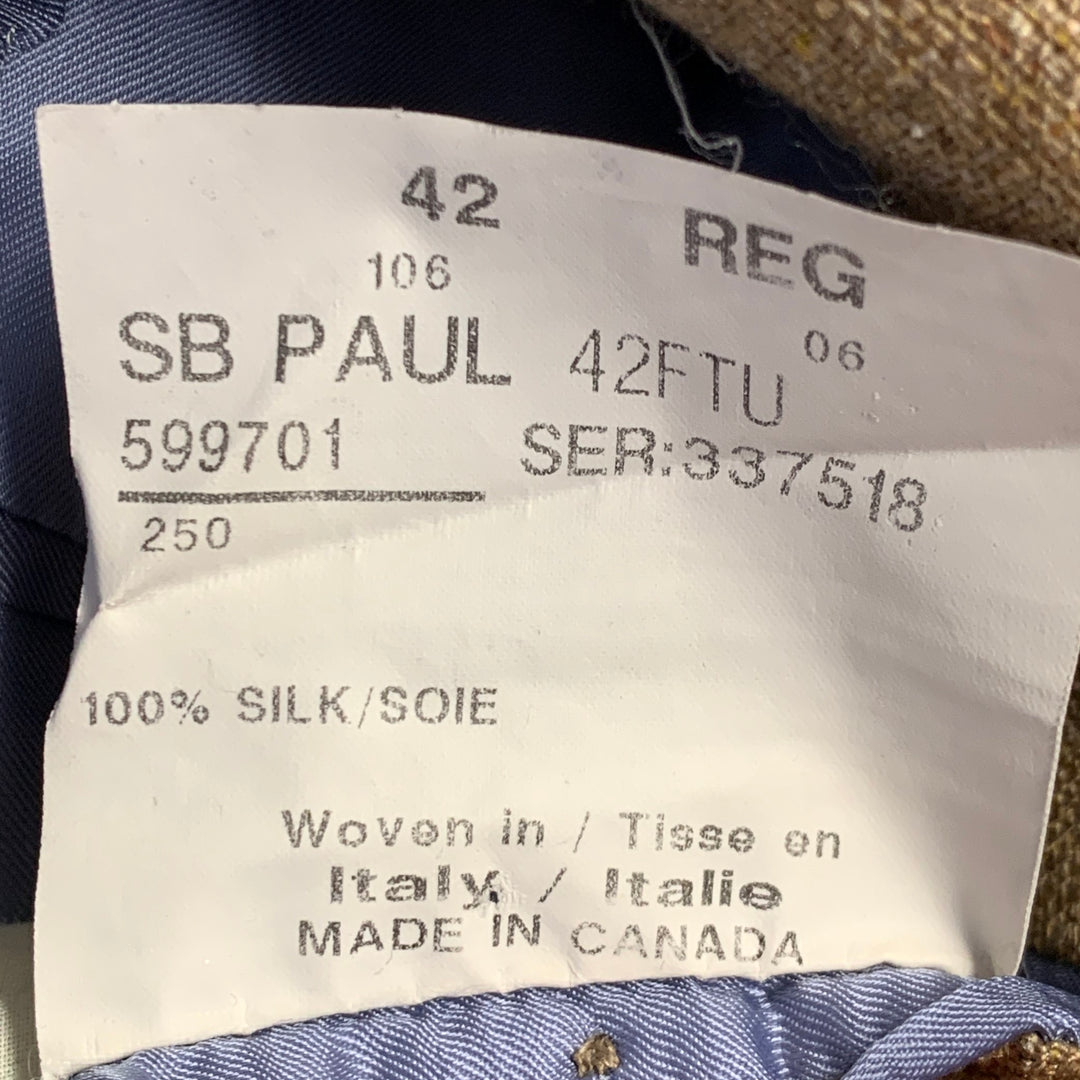 42 REG
106
SB PAUL 42FTU 06
599701 SER:337518
250
100% SILK/SOIE
Woven in / Tisse en
Italy / Italie
MADE IN CANADA